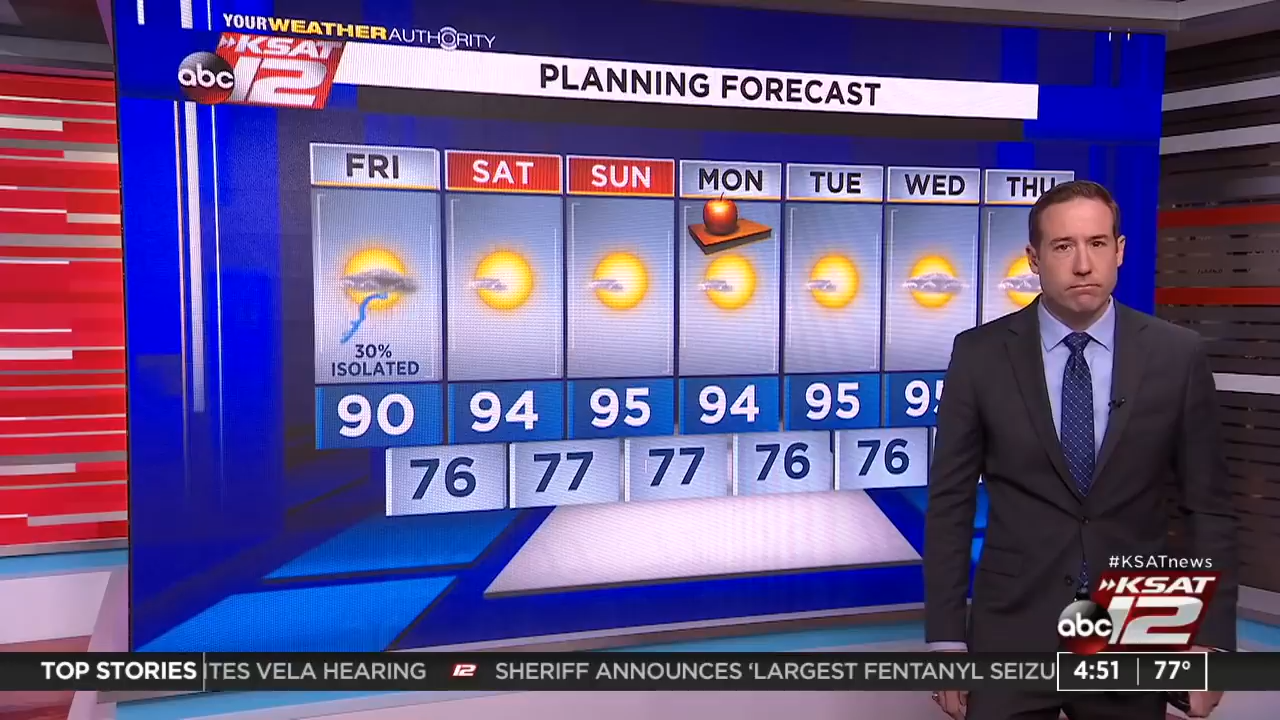 YOUR WEATHER AUTHORITY
KSAT
abc 12
PLANNING FORECAST
FRI SAT SUN MON TUE WED THU
30%
ISOLATED
90 94 95 94 95
76 77 77 76 76
#KSATnews
KSAT
abc 12
TOP STORIES ITES VELA HEARING 12 SHERIFF ANNOUNCES ‘LARGEST FENTANYL SEIZU 4:51 77°